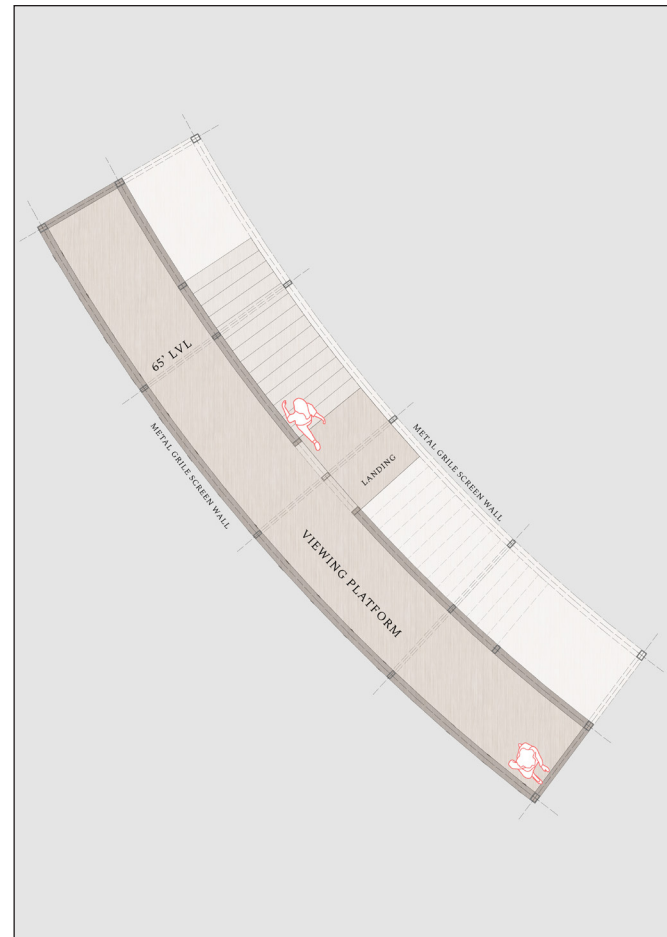 65' LVL
METAL GRILE SCREEN WALL
METAL GRILE SCREEN WALL
LANDING
VIEWING PLATFORM